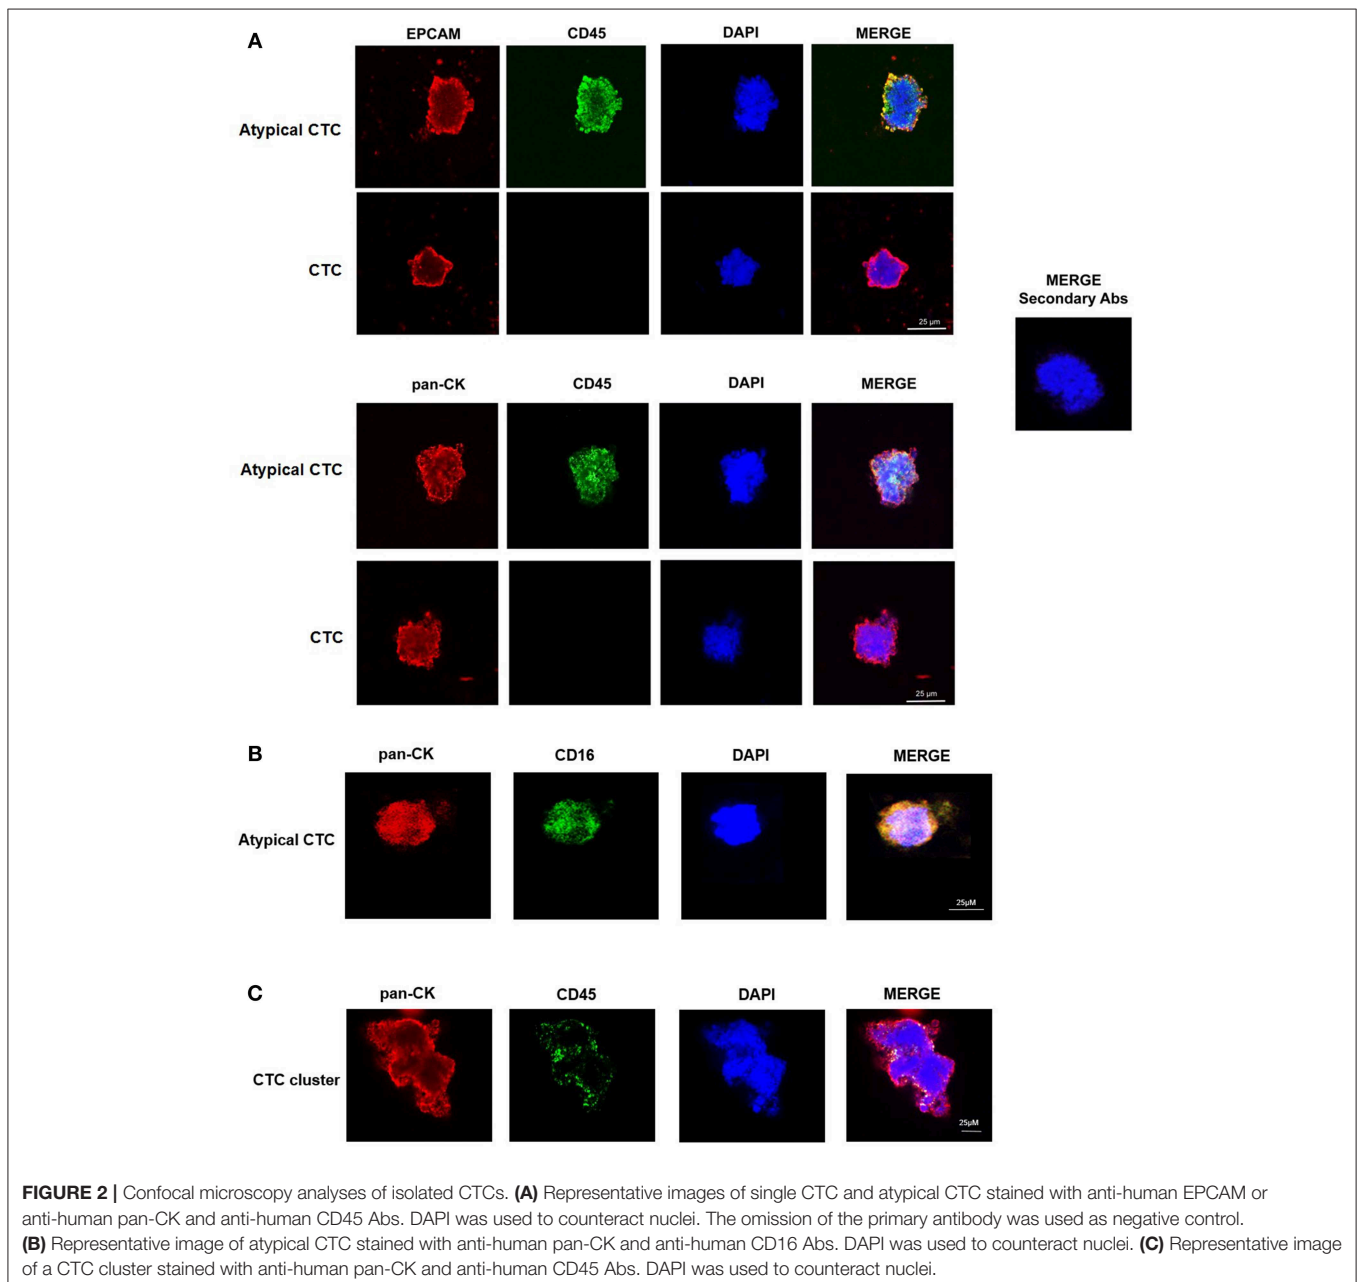 A
EPCAM CD45 DAPI MERGE
Atypical CTC
CTC
25 µm
MERGE
Secondary Abs
pan-CK CD45 DAPI MERGE
Atypical CTC
CTC
25 µm
B
pan-CK CD16 DAPI MERGE
Atypical CTC
25µM
C
pan-CK CD45 DAPI MERGE
CTC cluster
25µM
FIGURE 2 | Confocal microscopy analyses of isolated CTCs. (A) Representative images of single CTC and atypical CTC stained with anti-human EPCAM or
anti-human pan-CK and anti-human CD45 Abs. DAPI was used to counteract nuclei. The omission of the primary antibody was used as negative control.
(B) Representative image of atypical CTC stained with anti-human pan-CK and anti-human CD16 Abs. DAPI was used to counteract nuclei. (C) Representative image
of a CTC cluster stained with anti-human pan-CK and anti-human CD45 Abs. DAPI was used to counteract nuclei.